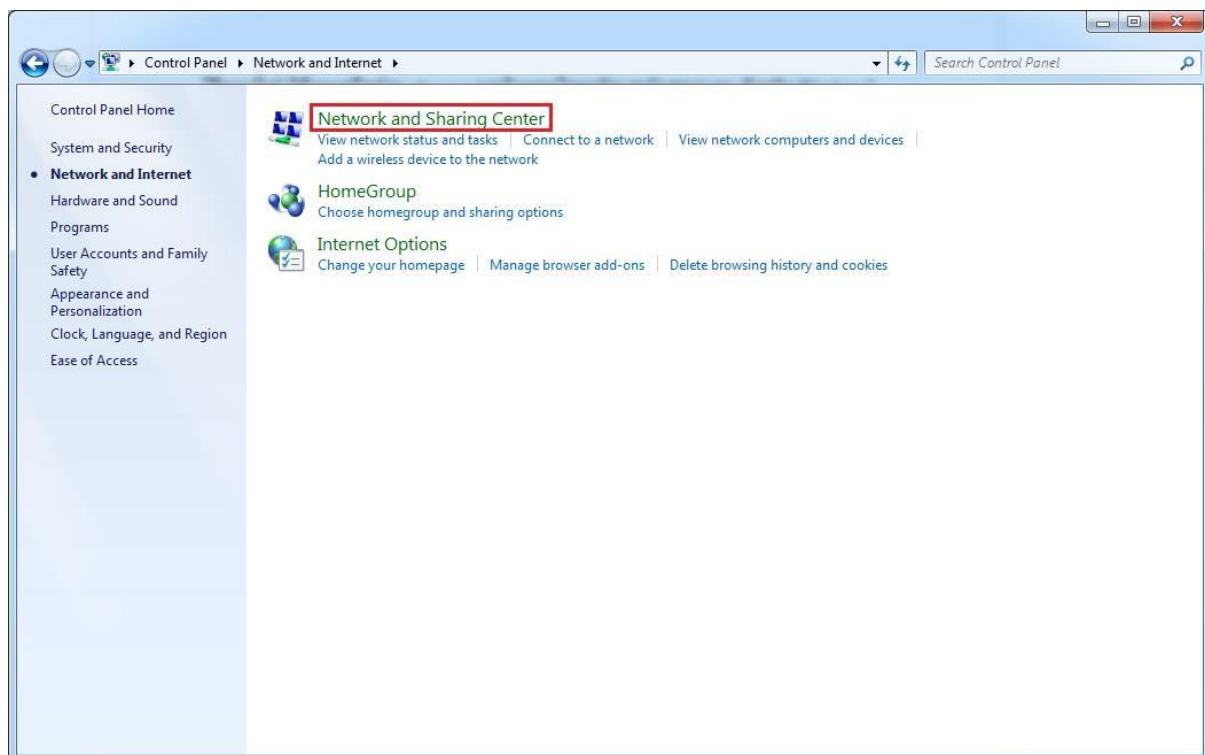 Control Panel Network and Internet
Search Control Panel
Control Panel Home
System and Security
Network and Internet
Hardware and Sound
Programs
User Accounts and Family
Safety
Appearance and
Personalization
Clock, Language, and Region
Ease of Access
Network and Sharing Center
View network status and tasks Connect to a network View network computers and devices
Add a wireless device to the network
HomeGroup
Choose homegroup and sharing options
Internet Options
Change your homepage Manage browser add-ons Delete browsing history and cookies